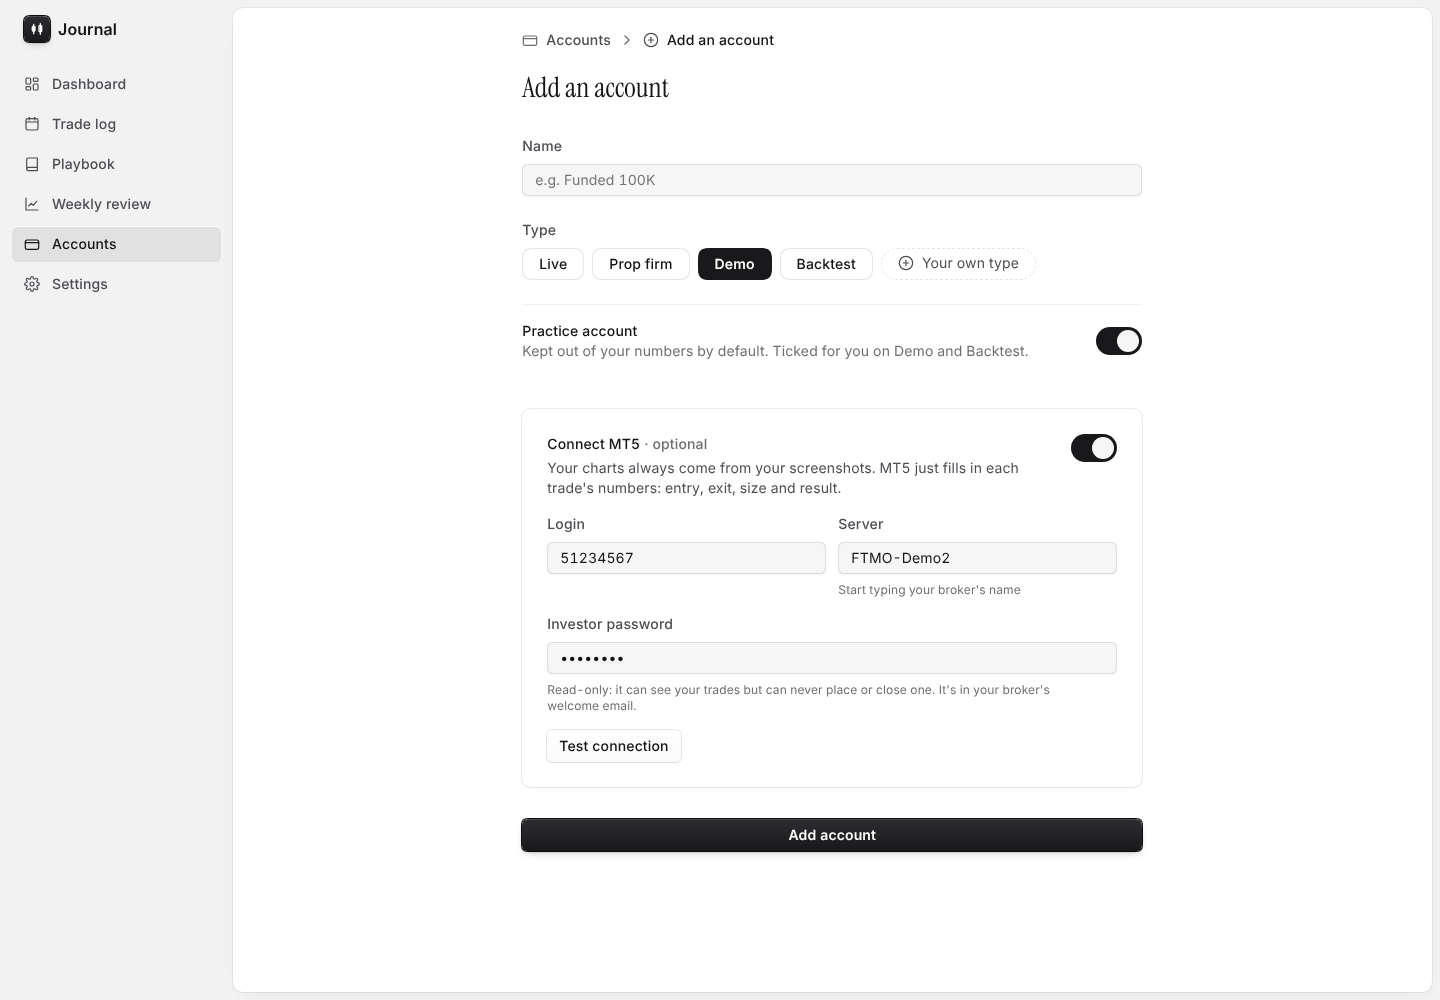 Journal
Dashboard
Trade log
Playbook
Weekly review
Accounts
Settings
Accounts > Add an account
Add an account
Name
e.g. Funded 100K
Type
Live
Prop firm
Demo
Backtest
Your own type
Practice account
Kept out of your numbers by default. Ticked for you on Demo and Backtest.
Connect MT5 · optional
Your charts always come from your screenshots. MT5 just fills in each
trade's numbers: entry, exit, size and result.
Login
Server
51234567
FTMO-Demo2
Start typing your broker's name
Investor password
••••••••
Read-only: it can see your trades but can never place or close one. It's in your broker's
welcome email.
Test connection
Add account